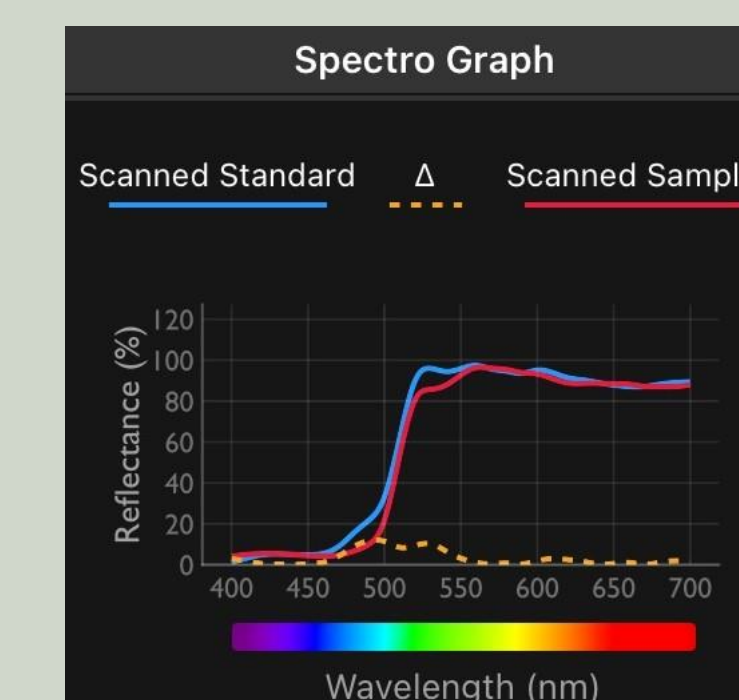 Spectro Graph
Scanned Standard Δ Scanned Sampl
Reflectance (%)
120
100
80
60
40
20
0
400 450 500 550 600 650 700
Wavelength (nm)